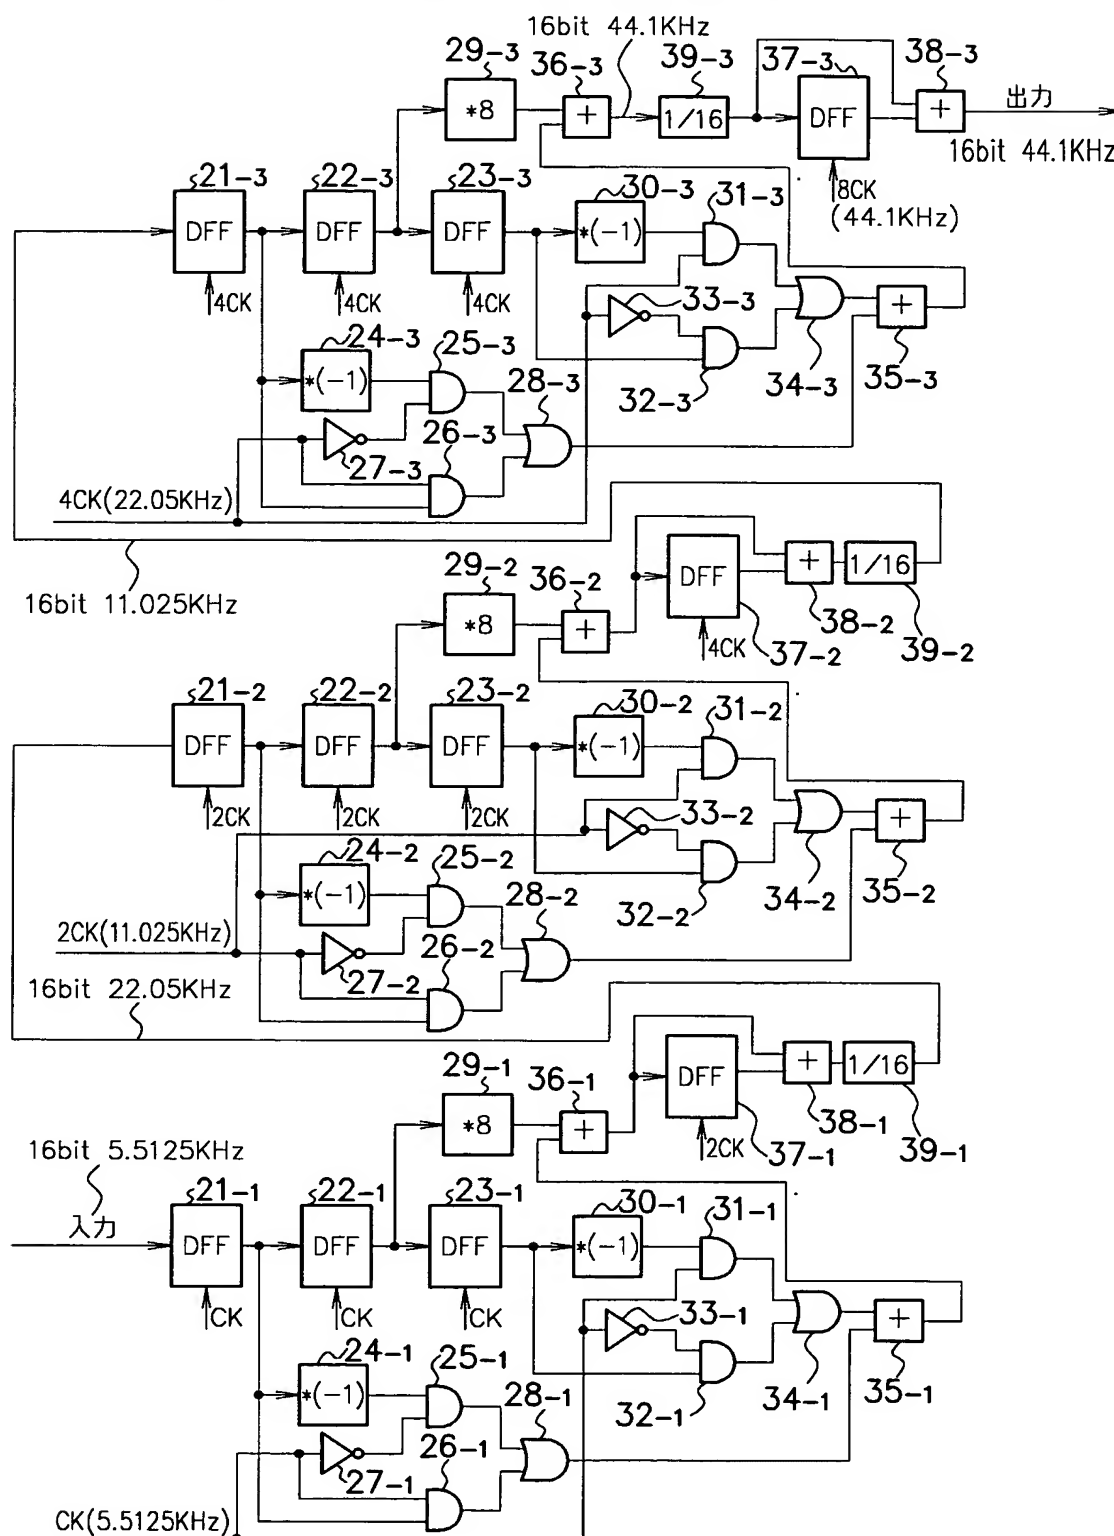 16bit 44.1KHz
29-3
36-3
39-3
37-3
38-3
*8
+
1/16
DFF
+
出力
16bit 44.1KHz
8CK
(44.1KHz)
21-3
22-3
23-3
30-3
31-3
DFF
DFF
DFF
*(-1)
4CK
4CK
4CK
33-3
+
24-3
25-3
28-3
32-3
34-3
35-3
*(-1)
26-3
27-3
4CK(22.05KHz)
16bit 11.025KHz
29-2
36-2
*8
+
DFF
+
1/16
4CK
37-2
38-2
39-2
21-2
22-2
23-2
30-2
31-2
DFF
DFF
DFF
*(-1)
2CK
2CK
2CK
33-2
+
24-2
25-2
28-2
32-2
34-2
35-2
*(-1)
26-2
27-2
2CK(11.025KHz)
16bit 22.05KHz
29-1
36-1
*8
+
DFF
+
1/16
2CK
37-1
38-1
39-1
16bit 5.5125KHz
入力
21-1
22-1
23-1
30-1
31-1
DFF
DFF
DFF
*(-1)
CK
CK
CK
33-1
+
24-1
25-1
28-1
32-1
34-1
35-1
*(-1)
26-1
27-1
CK(5.5125KHz)